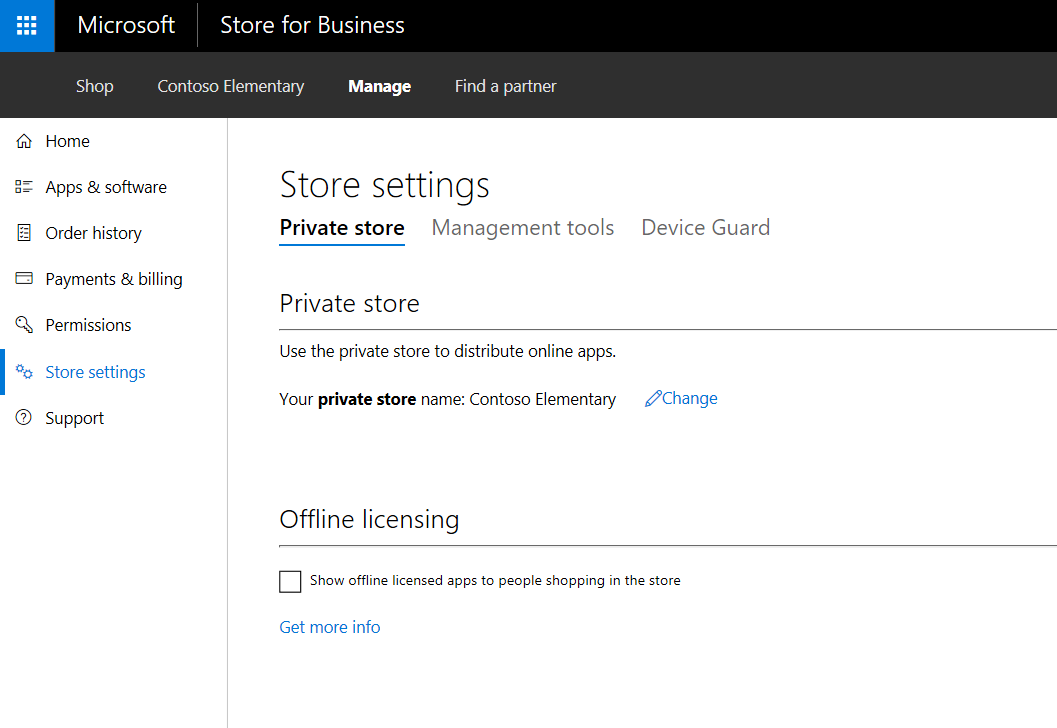 Microsoft Store for Business
Shop Contoso Elementary Manage Find a partner
Home
Apps & software
Order history
Payments & billing
Permissions
Store settings
Support
Store settings
Private store Management tools Device Guard
Private store
Use the private store to distribute online apps.
Your private store name: Contoso Elementary Change
Offline licensing
Show offline licensed apps to people shopping in the store
Get more info